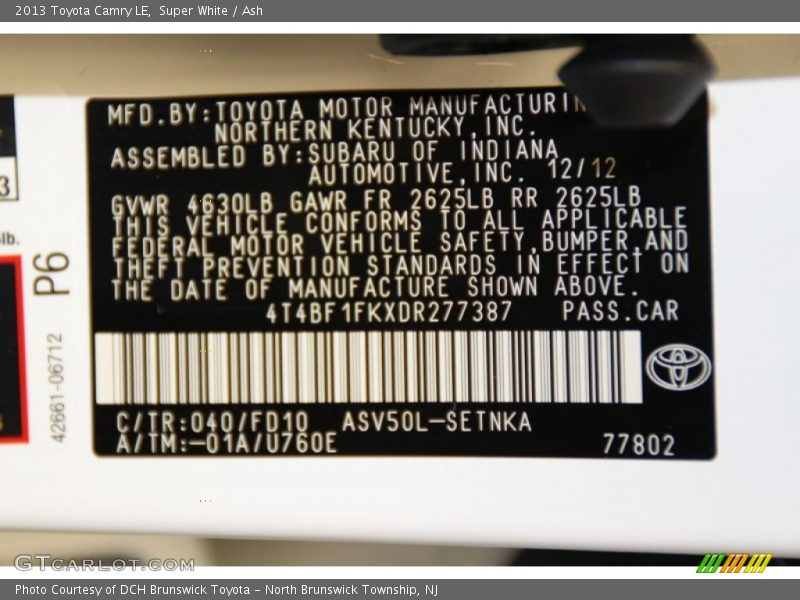 2013 Toyota Camry LE,  Super White / Ash
MFD.BY:TOYOTA MOTOR MANUFACTURIN
NORTHERN KENTUCKY,INC.
ASSEMBLED BY:SUBARU OF INDIANA
AUTOMOTIVE,INC. 12/12
GVWR 4630LB GAWR FR 2625LB RR 2625LB
THIS VEHICLE CONFORMS TO ALL APPLICABLE
FEDERAL MOTOR VEHICLE SAFETY,BUMPER,AND
THEFT PREVENTION STANDARDS IN EFFECT ON
THE DATE OF MANUFACTURE SHOWN ABOVE.
4T4BF1FKXDR277387 PASS.CAR
C/TR:040/FD10 ASV50L-SETNKA
A/TM:-01A/U760E 77802
3
lb.
P6
42661-06712
GTCARLOT.COM
Photo Courtesy of DCH Brunswick Toyota - North Brunswick Township, NJ